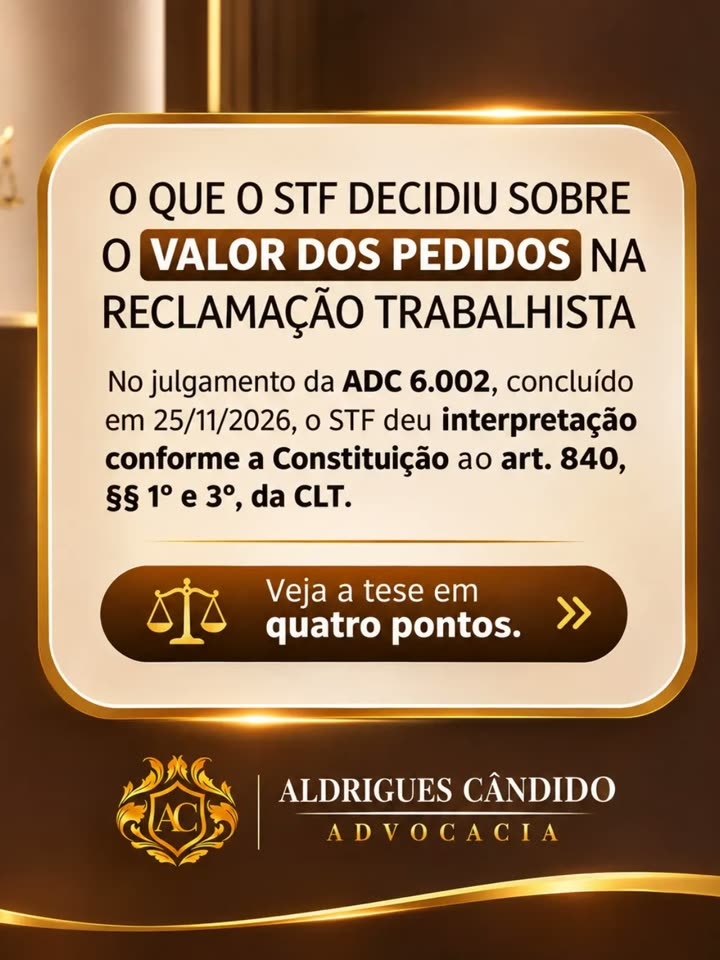 O QUE O STF DECIDIU SOBRE
O VALOR DOS PEDIDOS NA
RECLAMAÇÃO TRABALHISTA
No julgamento da ADC 6.002, concluído
em 25/11/2026, o STF deu interpretação
conforme a Constituição ao art. 840,
§§ 1º e 3º, da CLT.
Veja a tese em
quatro pontos.
AC
ALDRIGUES CÂNDIDO
ADVOCACIA